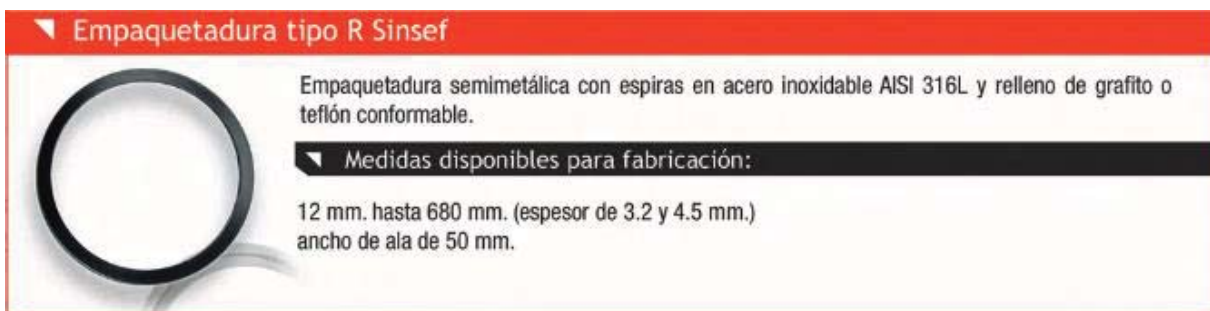 Empaquetadura tipo R Sinsef
Empaquetadura semimetálica con espiras en acero inoxidable AISI 316L y relleno de grafito o
teflón conformable.
Medidas disponibles para fabricación:
12 mm. hasta 680 mm. (espesor de 3.2 y 4.5 mm.)
ancho de ala de 50 mm.